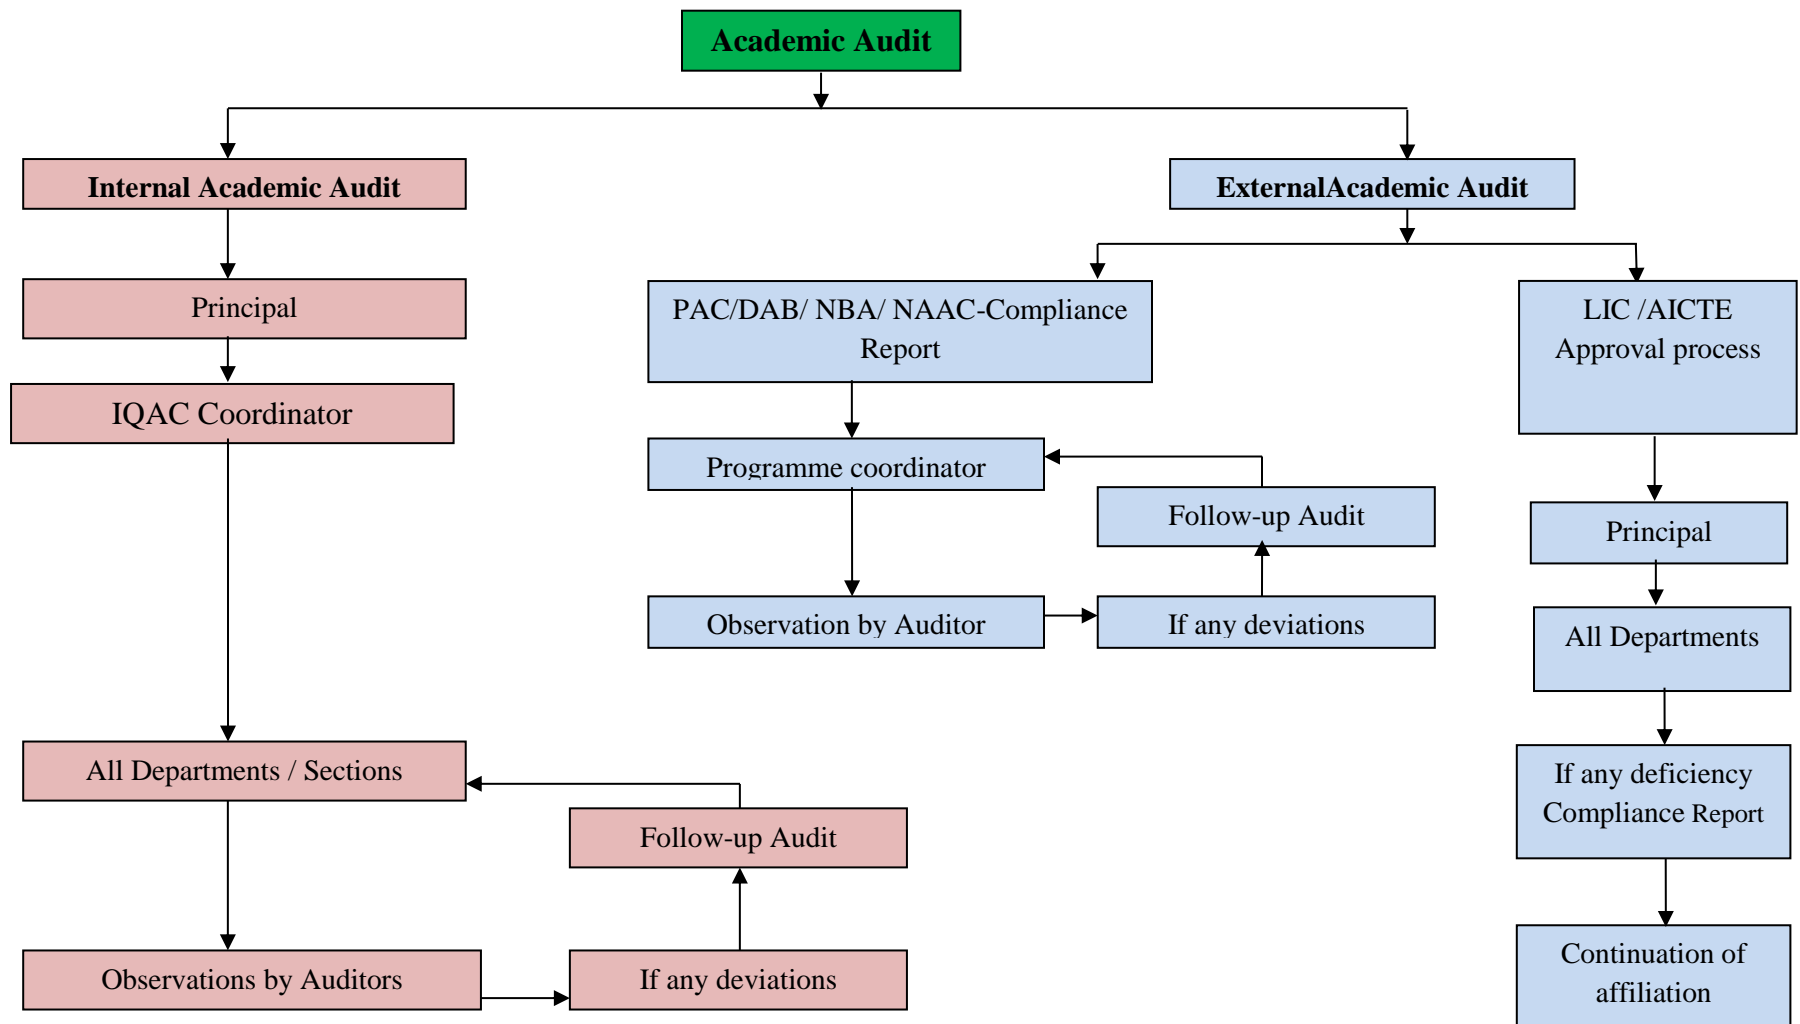 Academic Audit
Internal Academic Audit
ExternalAcademic Audit
Principal
PAC/DAB/ NBA/ NAAC-Compliance
Report
LIC /AICTE
Approval process
IQAC Coordinator
Programme coordinator
Follow-up Audit
Principal
Observation by Auditor
If any deviations
All Departments
All Departments / Sections
If any deficiency
Compliance Report
Follow-up Audit
Observations by Auditors
If any deviations
Continuation of
affiliation